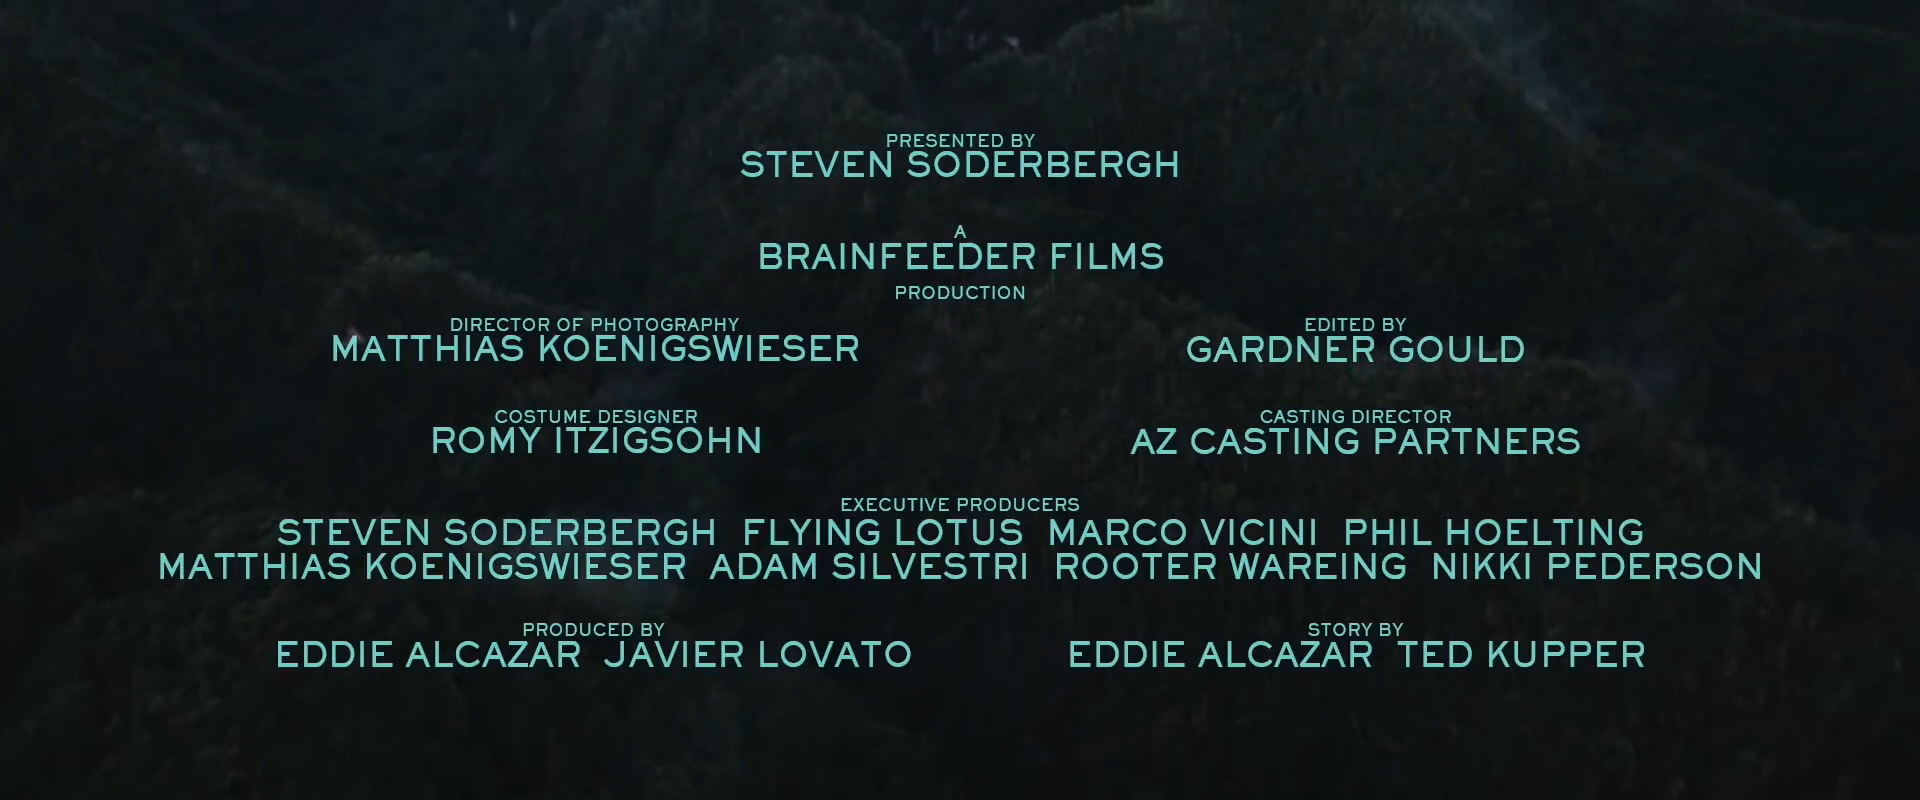 PRESENTED BY
STEVEN SODERBERGH
A
BRAINFEEDER FILMS
PRODUCTION
DIRECTOR OF PHOTOGRAPHY
MATTHIAS KOENIGSWIESER
EDITED BY
GARDNER GOULD
COSTUME DESIGNER
ROMY ITZIGSOHN
CASTING DIRECTOR
AZ CASTING PARTNERS
EXECUTIVE PRODUCERS
STEVEN SODERBERGH FLYING LOTUS MARCO VICINI PHIL HOELTING
MATTHIAS KOENIGSWIESER ADAM SILVESTRI ROOTER WAREING NIKKI PEDERSON
PRODUCED BY
EDDIE ALCAZAR JAVIER LOVATO
STORY BY
EDDIE ALCAZAR TED KUPPER